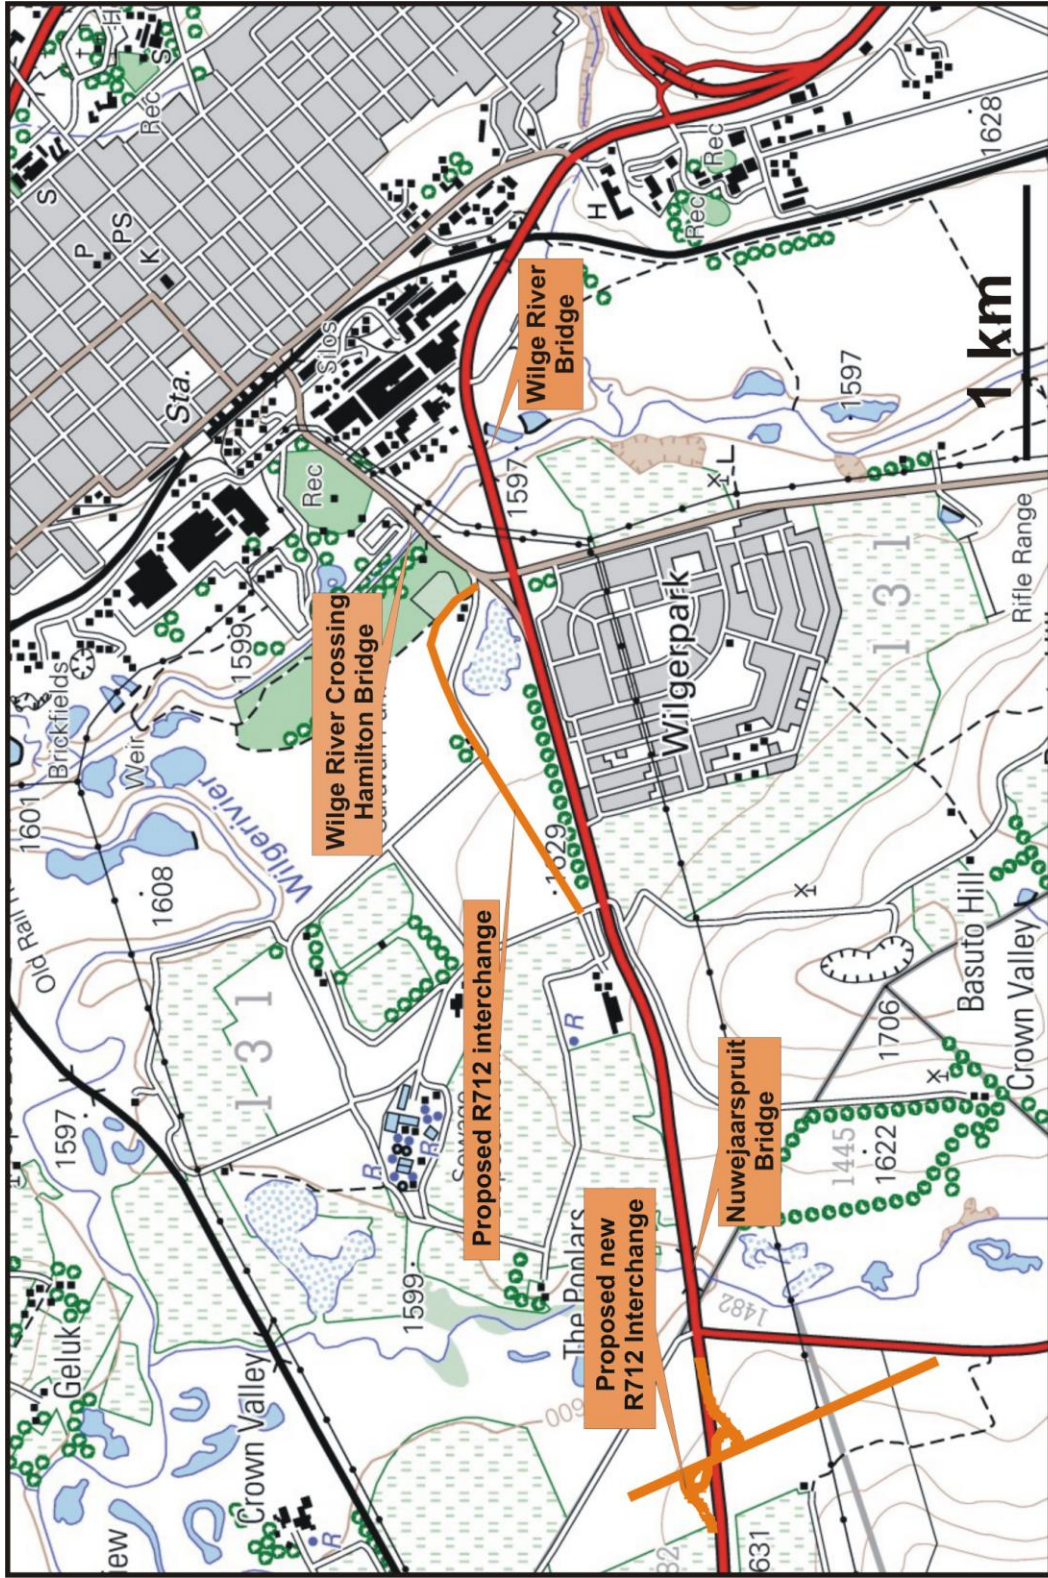 Wilge River Crossing
Hamilton Bridge
Wilge River
Bridge
Proposed R712 interchange
Proposed new
R712 Interchange
Nuwejaarspruit
Bridge
1 km
Geluk
Crown Valley
R
1597
1599
Old Rail
1601
1608
Brickfields
Weir
Wilgerivier
1599
1 3 1
R
R
The Poplars
R
1629
Rec
Silos
Sta.
K
PS
P
S
Rec
S
H
H
Rec
Rec
1628
1597
1597
L
Wilgerpark
1 3 1
Rifle Range
Basuto Hill
Crown Valley
1706
1445
1622
1482
631